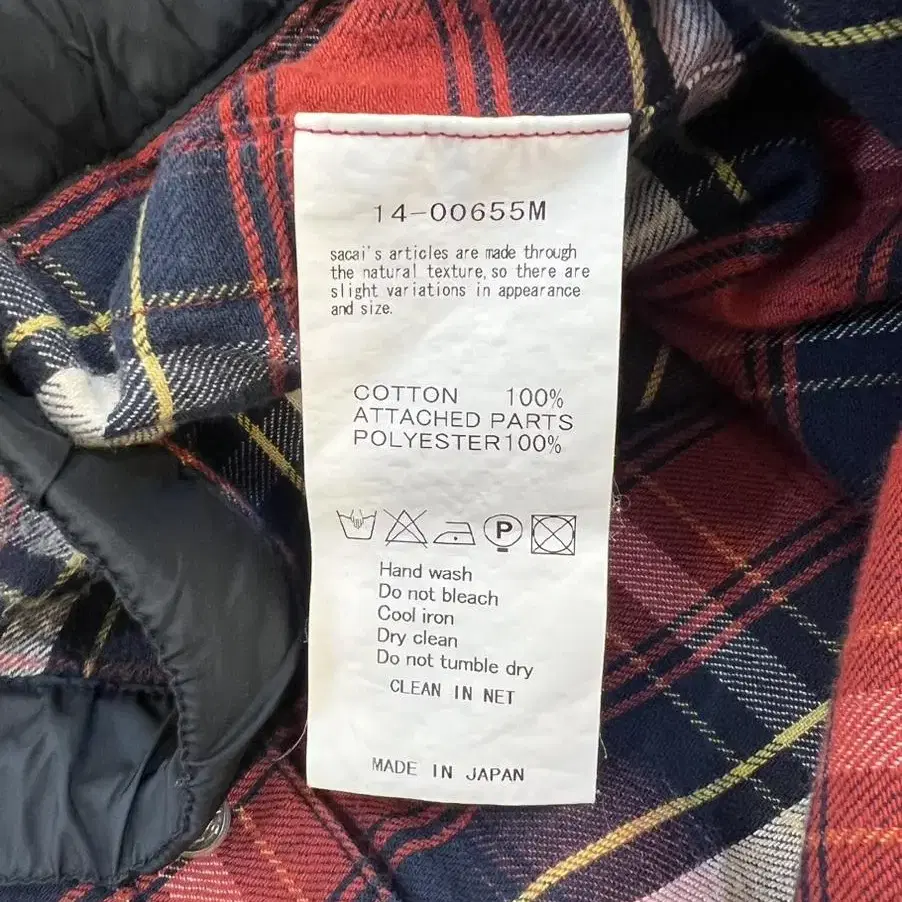 14-00655M
sacai's articles are made through
the natural texture, so there are
slight variations in appearance
and size.
COTTON 100%
ATTACHED PARTS
POLYESTER 100%
P
Hand wash
Do not bleach
Cool iron
Dry clean
Do not tumble dry
CLEAN IN NET
MADE IN JAPAN